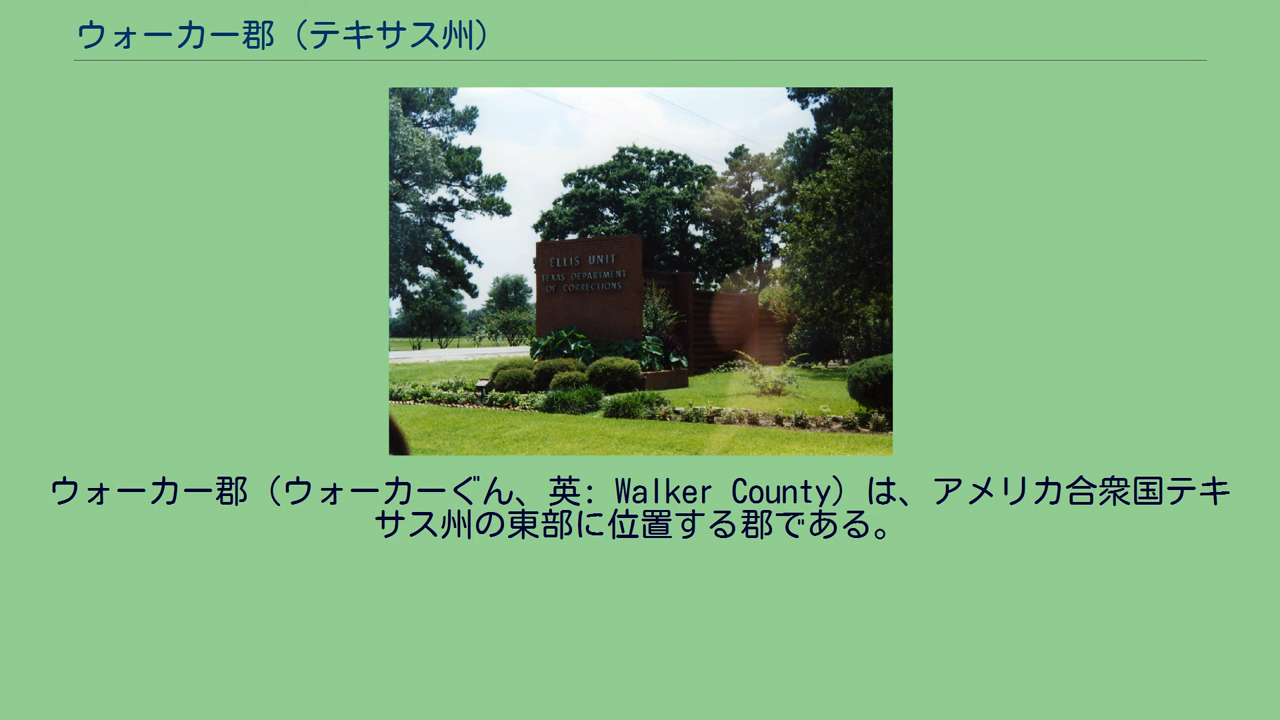 ウォーカー郡（テキサス州）
ELLIS UNIT
TEXAS DEPARTMENT
OF CORRECTIONS
ウォーカー郡（ウォーカーぐん、英: Walker County）は、アメリカ合衆国テキ
サス州の東部に位置する郡である。